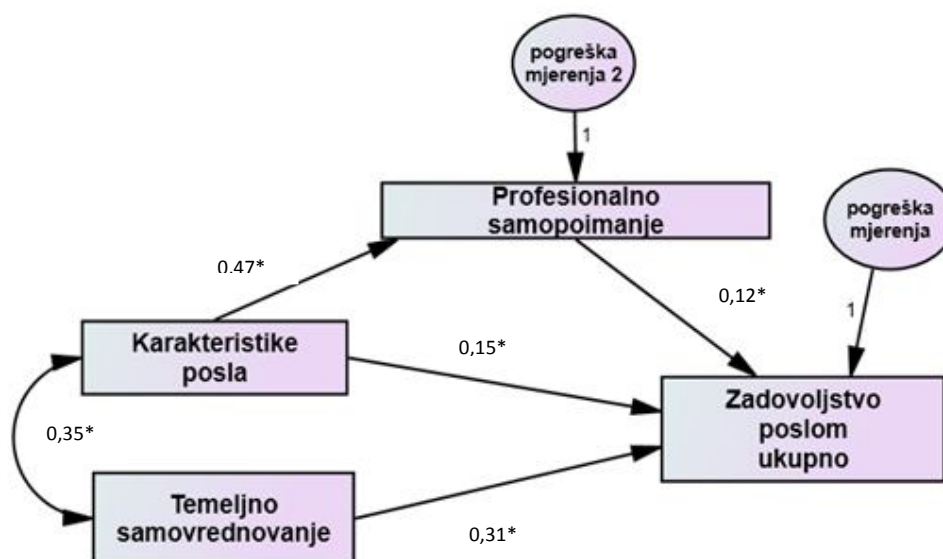 pogreška
mjerenja 2
1
Profesionalno
samopoimanje
pogreška
mjerenja
0,47*
0,12*
1
Karakteristike
posla
0,15*
Zadovoljstvo
poslom
ukupno
0,35*
Temeljno
samovrednovanje
0,31*